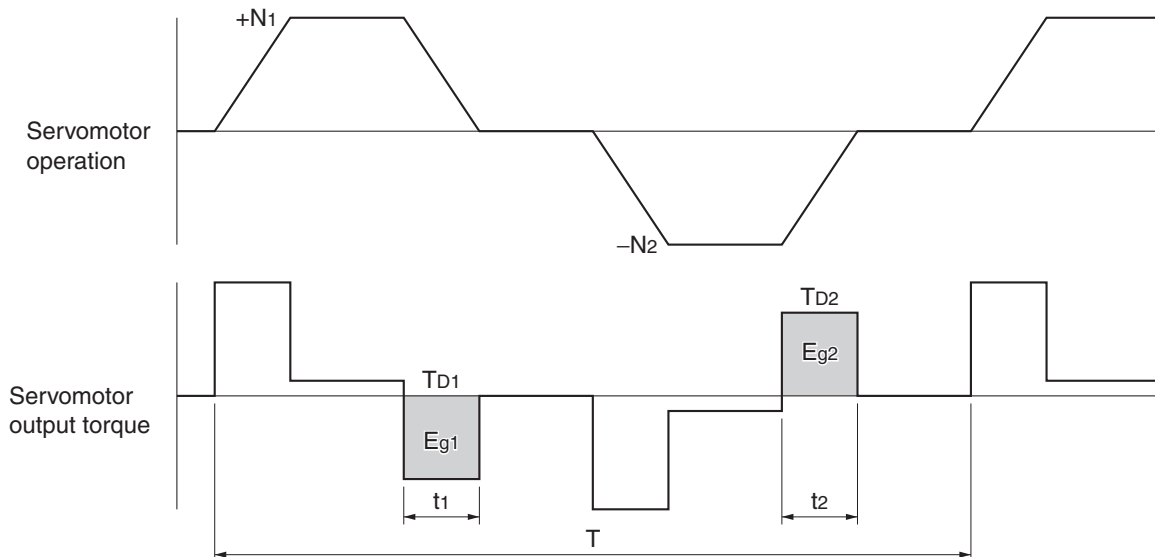 +N1
Servomotor
operation
–N2
TD2
Eg2
TD1
Servomotor
output torque
Eg1
t1
t2
T